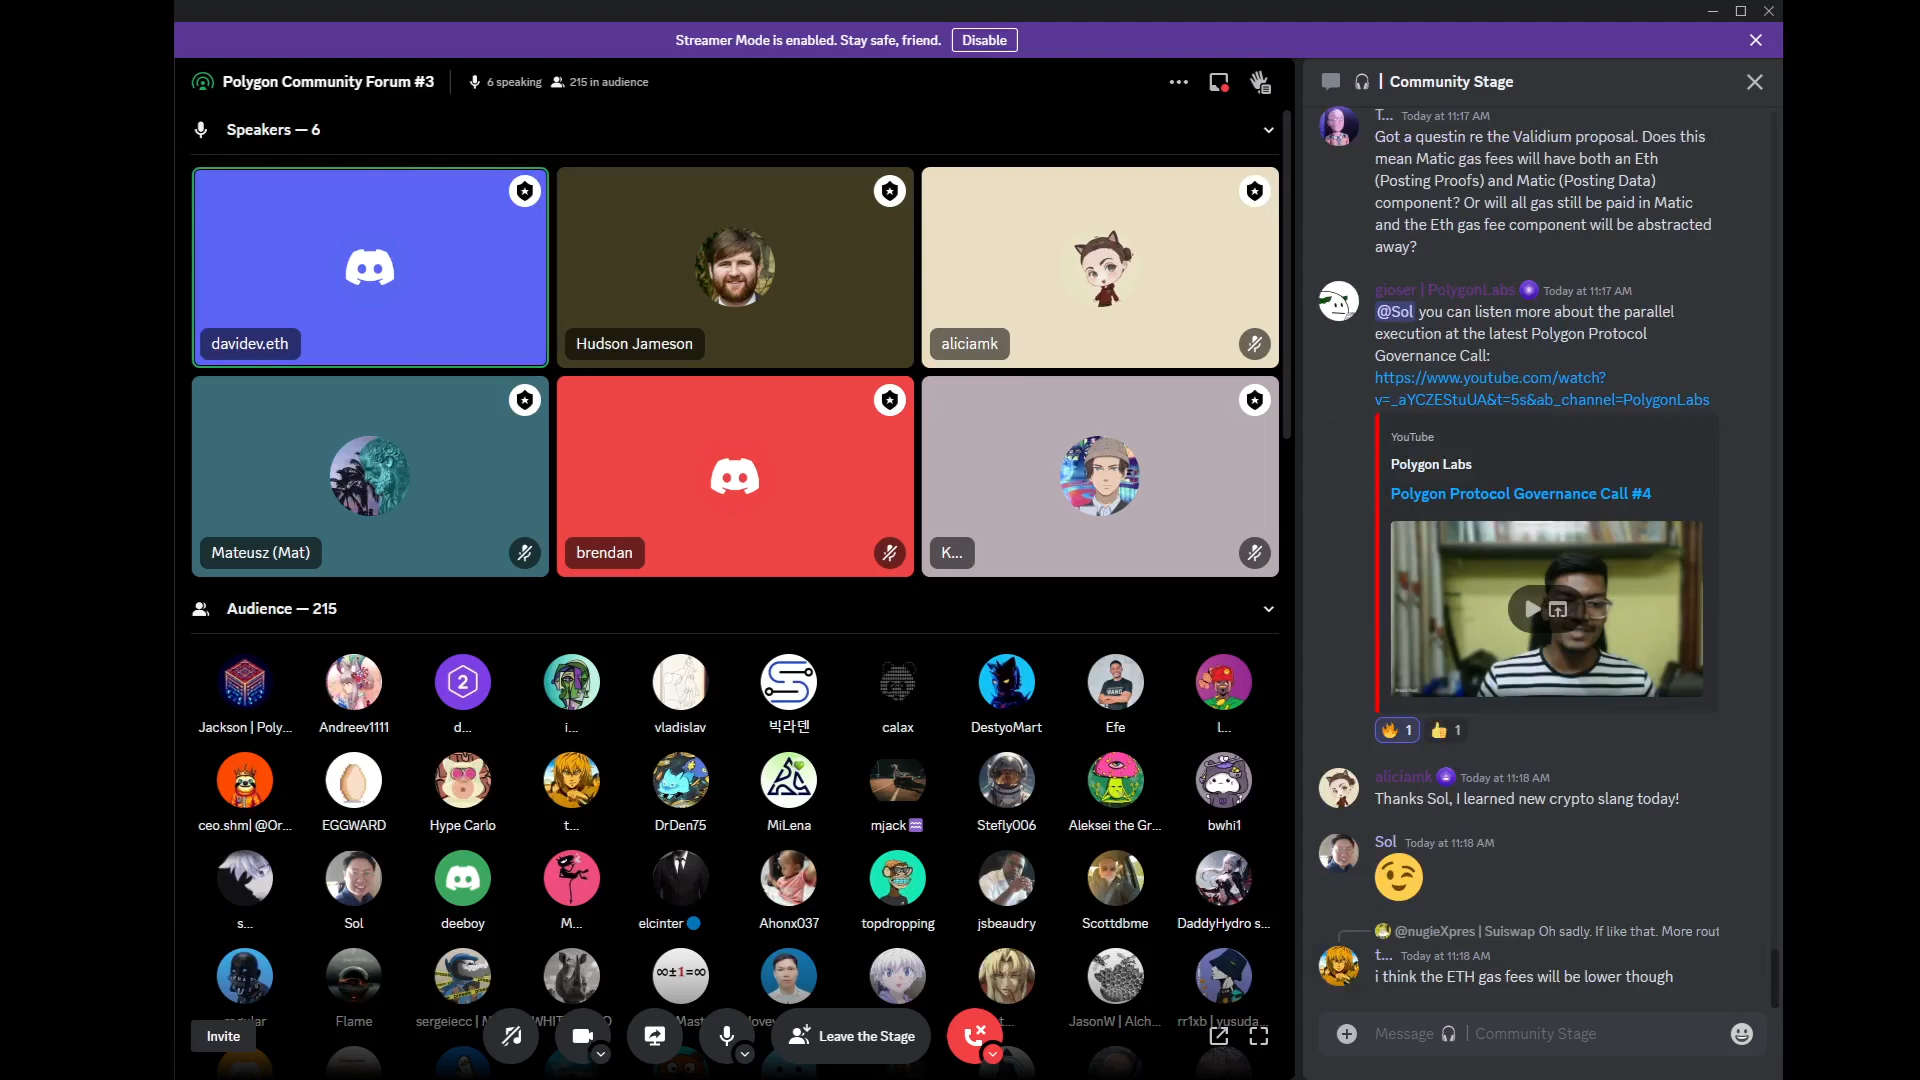 Streamer Mode is enabled. Stay safe, friend. Disable
Polygon Community Forum #3 6 speaking 215 in audience
Speakers — 6
davidev.eth Hudson Jameson aliciamk
Mateusz (Mat) brendan K...
Audience — 215
Jackson | Poly... Andreev1111 d... i... vladislav 빅라덴 calax DestyoMart Efe l...
ceo.shm| @Or... EGGWARD Hype Carlo t... DrDen75 MiLena mjack Stefly006 Aleksei the Gr... bwhi1
s... Sol deeboy M... elcinter Ahonx037 topdropping jsbeaudry Scottdbme DaddyHydro s...
∞±1=∞
Flame sergeiecc | JasonW | Alch... rr1xb | yusuda...
Invite Leave the Stage
| Community Stage
T... Today at 11:17 AM
Got a questin re the Validium proposal. Does this
mean Matic gas fees will have both an Eth
(Posting Proofs) and Matic (Posting Data)
component? Or will all gas still be paid in Matic
and the Eth gas fee component will be abstracted
away?
gioser | PolygonLabs Today at 11:17 AM
@Sol you can listen more about the parallel
execution at the latest Polygon Protocol
Governance Call:
https://www.youtube.com/watch?
v=_aYCZEStuUA&t=5s&ab_channel=PolygonLabs
YouTube
Polygon Labs
Polygon Protocol Governance Call #4
1 1
aliciamk Today at 11:18 AM
Thanks Sol, I learned new crypto slang today!
Sol Today at 11:18 AM
@nugieXpres | Suiswap Oh sadly. If like that. More rout
t... Today at 11:18 AM
i think the ETH gas fees will be lower though
Message | Community Stage